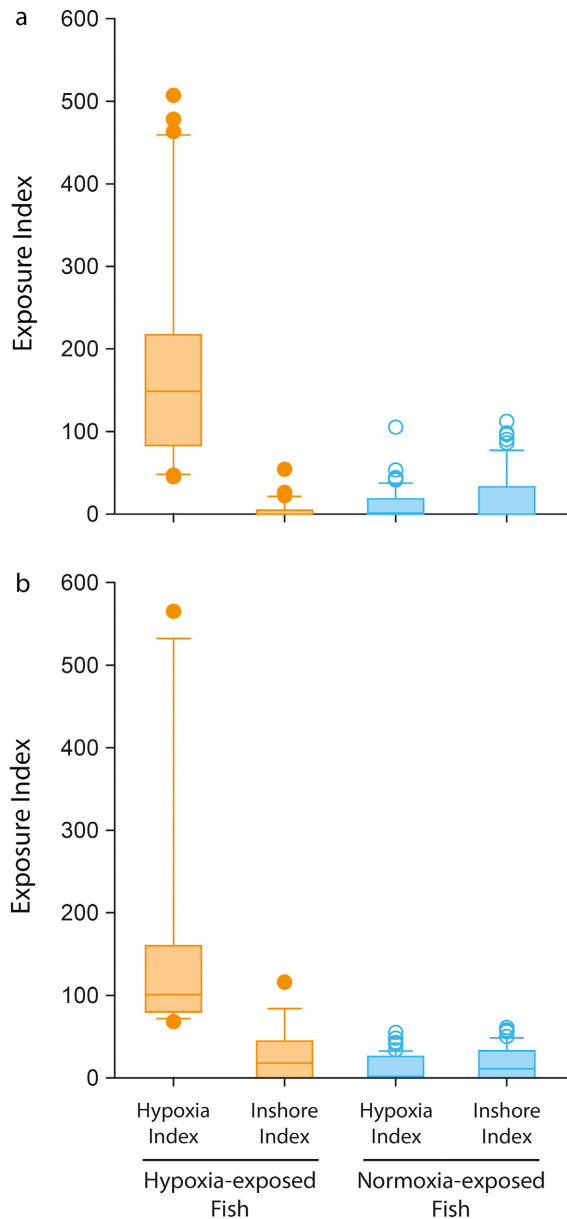 a
600
500
400
300
200
100
0
Exposure Index
b
600
500
400
300
200
100
0
Exposure Index
Hypoxia Inshore Hypoxia Inshore
Index Index Index Index
Hypoxia-exposed Normoxia-exposed
Fish Fish